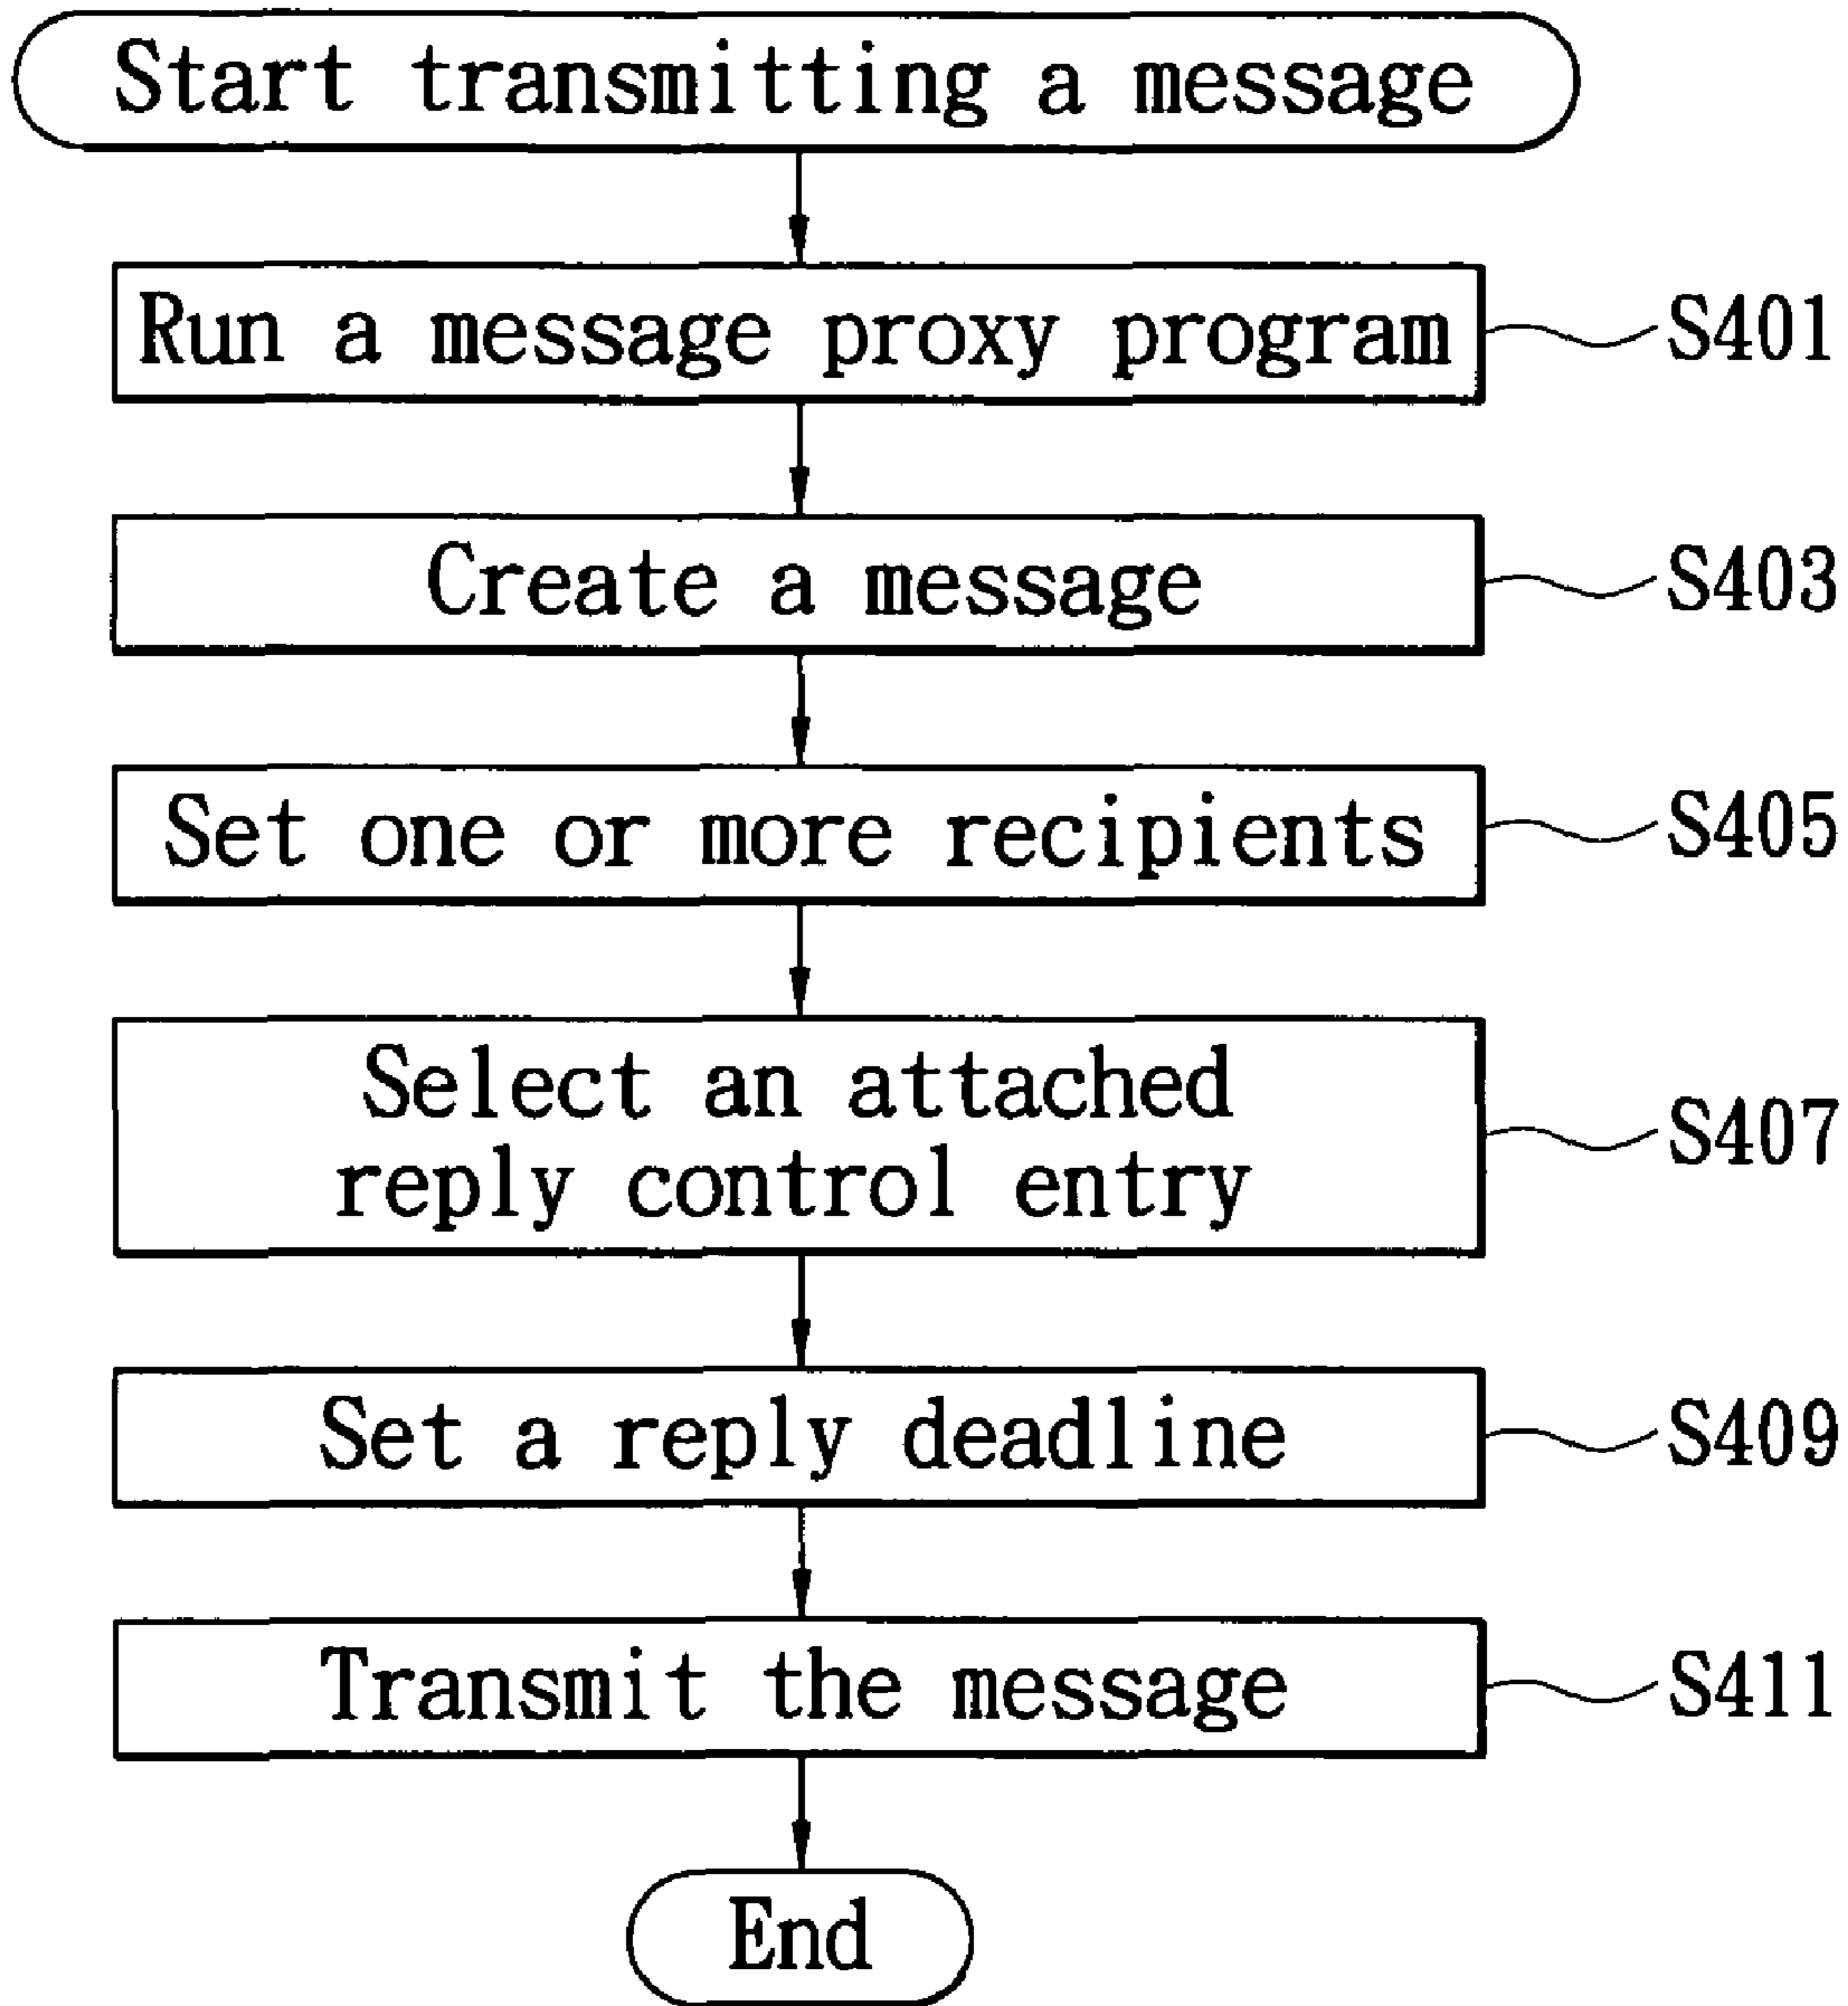 Start transmitting a message
Run a message proxy program
S401
Create a message
S403
Set one or more recipients
S405
Select an attached
reply control entry
S407
Set a reply deadline
S409
Transmit the message
S411
End